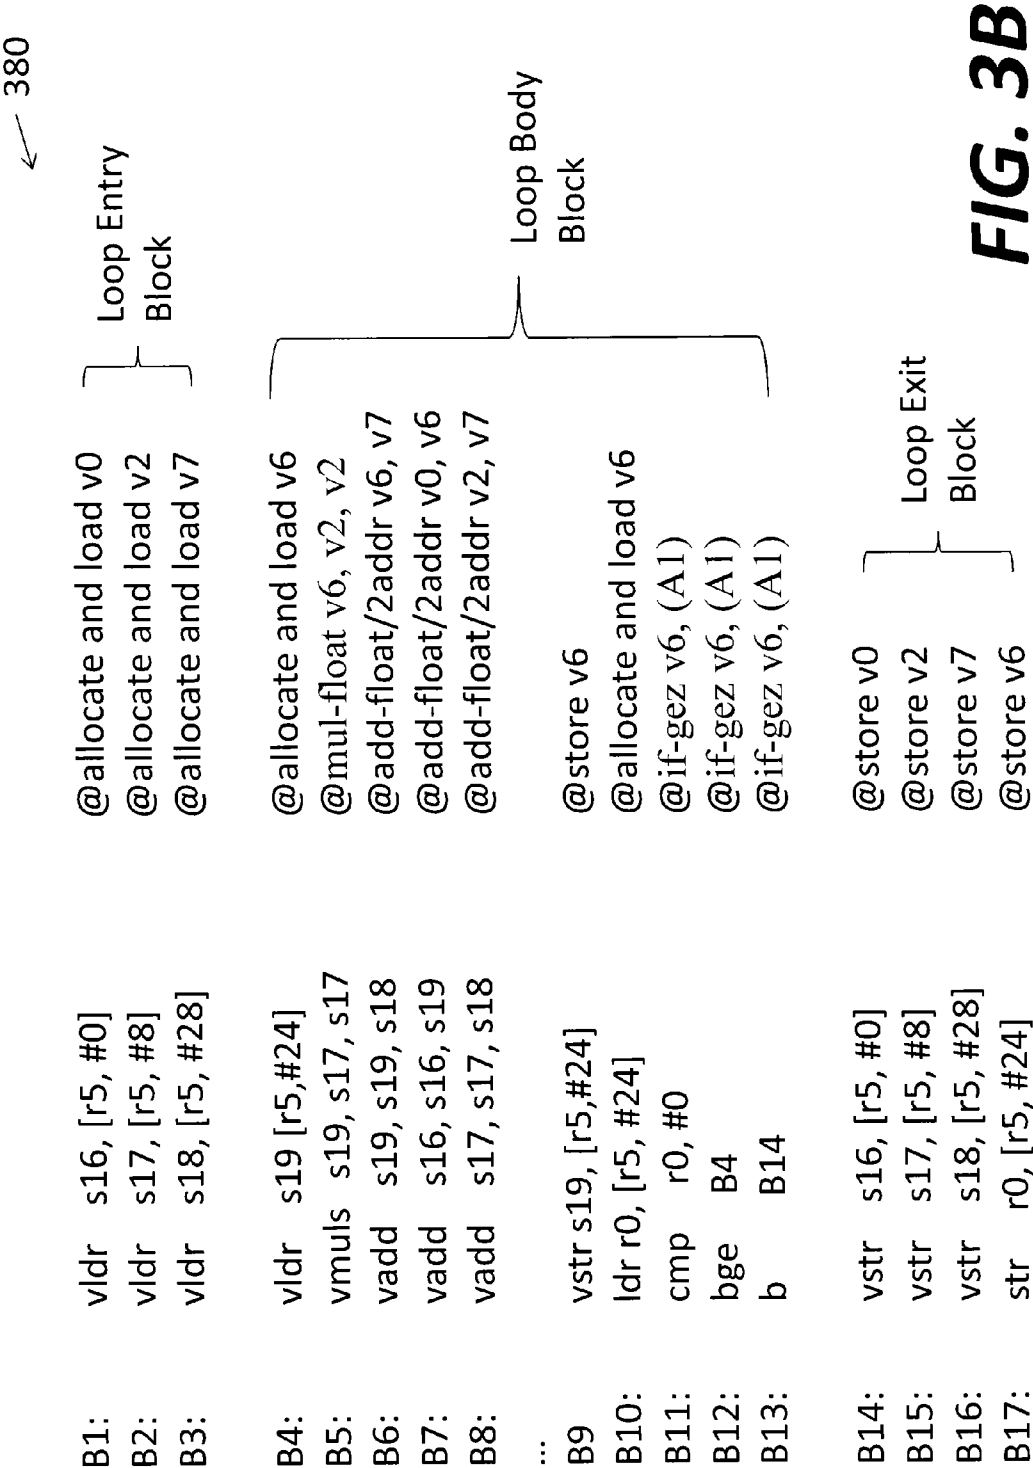 380
B1: vldr s16, [r5, #0] @allocate and load v0
B2: vldr s17, [r5, #8] @allocate and load v2
B3: vldr s18, [r5, #28] @allocate and load v7
Loop Entry
Block
B4: vldr s19 [r5,#24] @allocate and load v6
B5: vmuls s19, s17, s17 @mul-float v6, v2, v2
B6: vadd s19, s19, s18 @add-float/2addr v6, v7
B7: vadd s16, s16, s19 @add-float/2addr v0, v6
B8: vadd s17, s17, s18 @add-float/2addr v2, v7
...
B9 vstr s19, [r5,#24] @store v6
B10: ldr r0, [r5, #24] @allocate and load v6
B11: cmp r0, #0 @if-gez v6, (A1)
B12: bge B4 @if-gez v6, (A1)
B13: b B14 @if-gez v6, (A1)
Loop Body
Block
B14: vstr s16, [r5, #0] @store v0
B15: vstr s17, [r5, #8] @store v2
B16: vstr s18, [r5, #28] @store v7
B17: str r0, [r5, #24] @store v6
Loop Exit
Block
FIG. 3B